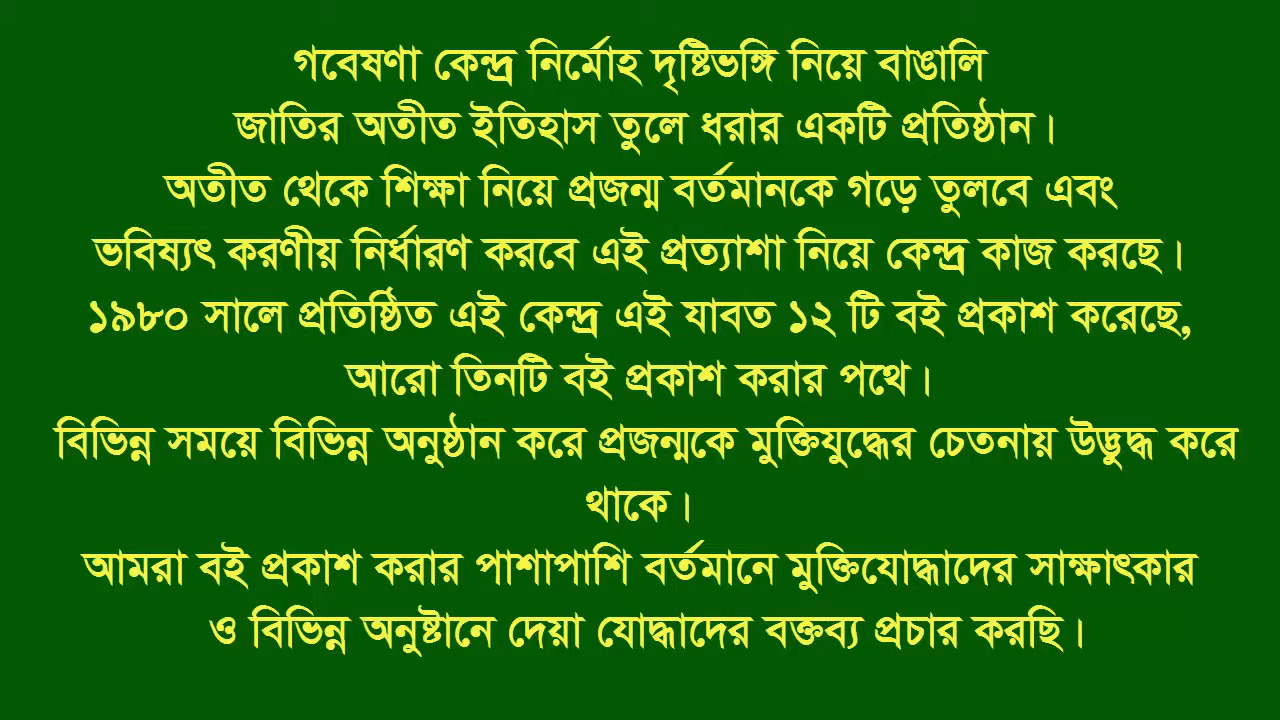 গবেষণা কেন্দ্র নির্মোহ দৃষ্টিভঙ্গি নিয়ে বাঙালি
জাতির অতীত ইতিহাস তুলে ধরার একটি প্রতিষ্ঠান।
অতীত থেকে শিক্ষা নিয়ে প্রজন্ম বর্তমানকে গড়ে তুলবে এবং
ভবিষ্যৎ করণীয় নির্ধারণ করবে এই প্রত্যাশা নিয়ে কেন্দ্র কাজ করছে।
১৯৮০ সালে প্রতিষ্ঠিত এই কেন্দ্র এই যাবত ১২ টি বই প্রকাশ করেছে,
আরো তিনটি বই প্রকাশ করার পথে।
বিভিন্ন সময়ে বিভিন্ন অনুষ্ঠান করে প্রজন্মকে মুক্তিযুদ্ধের চেতনায় উদ্ভুদ্ধ করে
থাকে।
আমরা বই প্রকাশ করার পাশাপাশি বর্তমানে মুক্তিযোদ্ধাদের সাক্ষাৎকার
ও বিভিন্ন অনুষ্টানে দেয়া যোদ্ধাদের বক্তব্য প্রচার করছি।